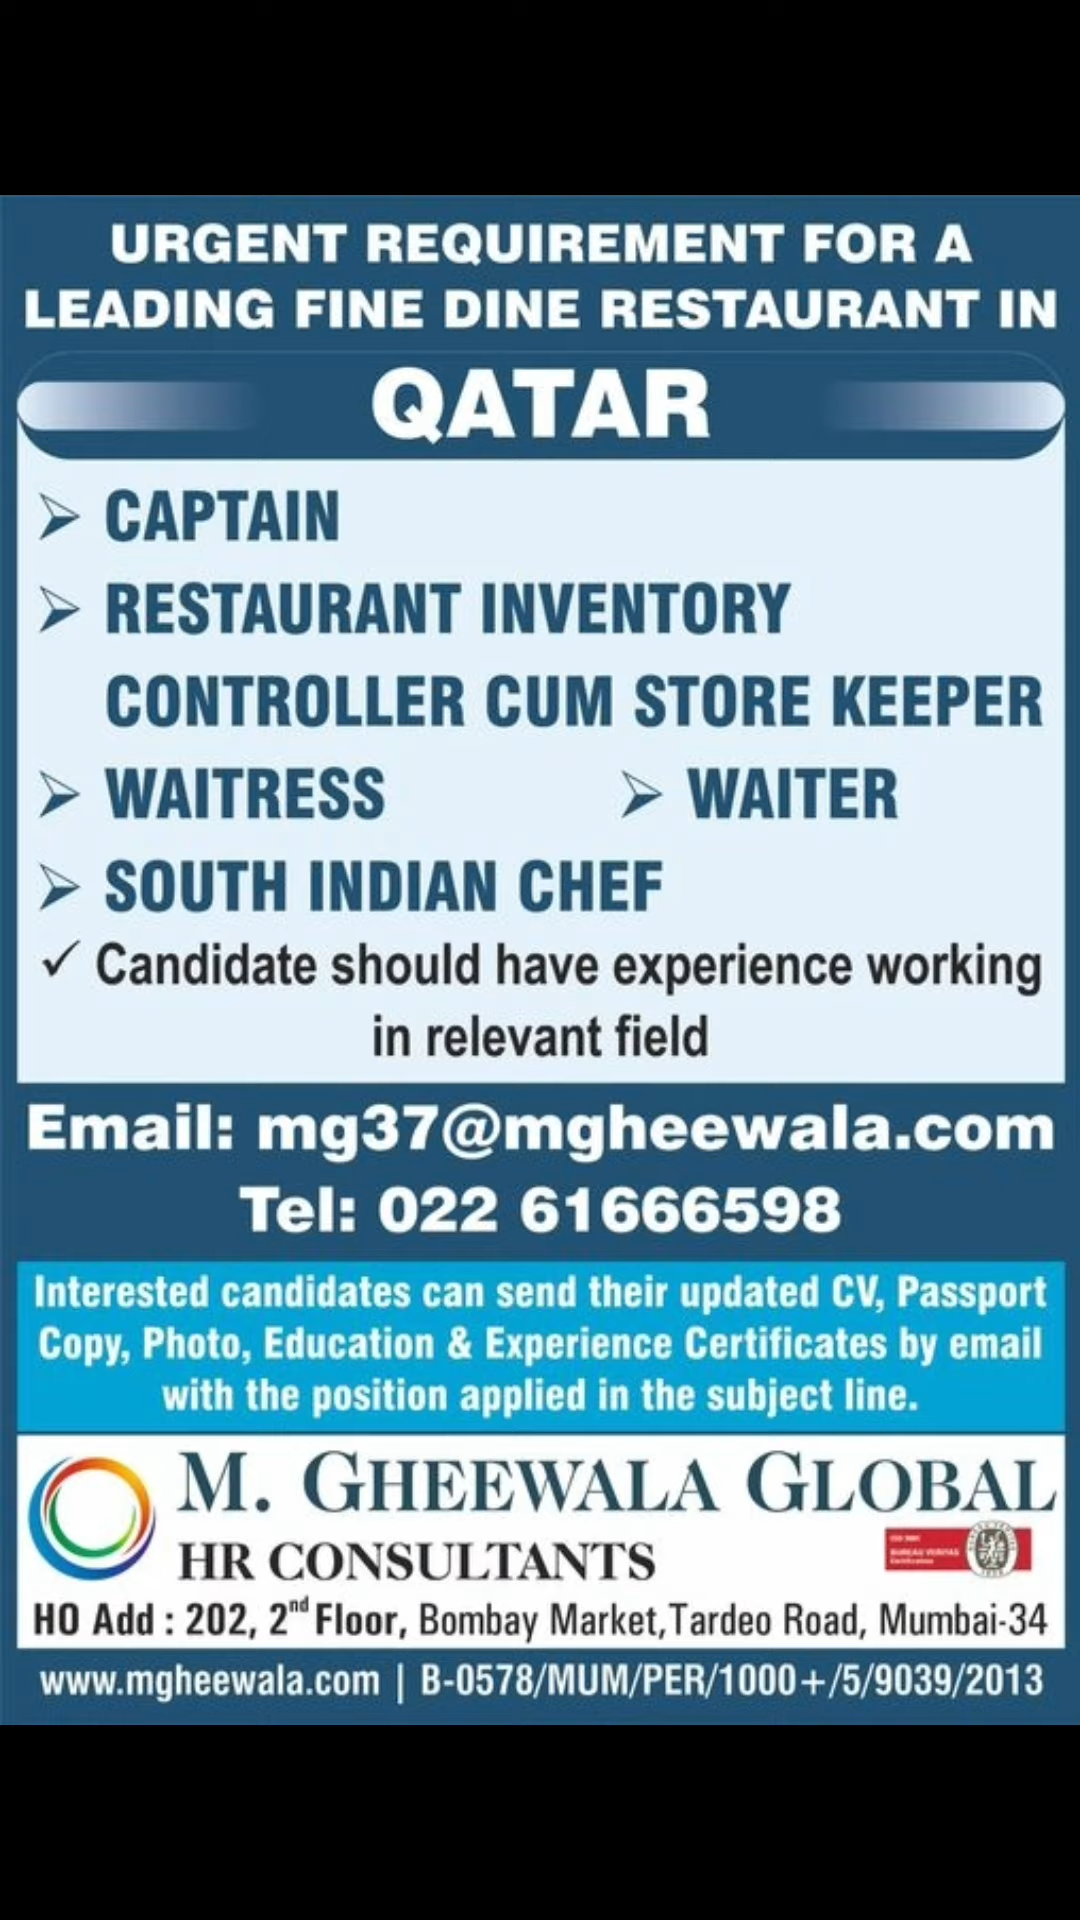 URGENT REQUIREMENT FOR A
LEADING FINE DINE RESTAURANT IN
QATAR
➢ CAPTAIN
➢ RESTAURANT INVENTORY
CONTROLLER CUM STORE KEEPER
➢ WAITRESS ➢ WAITER
➢ SOUTH INDIAN CHEF
✓ Candidate should have experience working
in relevant field
Email: mg37@mgheewala.com
Tel: 022 61666598
Interested candidates can send their updated CV, Passport
Copy, Photo, Education & Experience Certificates by email
with the position applied in the subject line.
M. GHEEWALA GLOBAL
HR CONSULTANTS
BUREAU VERITAS
Certification
HO Add : 202, 2nd Floor, Bombay Market,Tardeo Road, Mumbai-34
www.mgheewala.com | B-0578/MUM/PER/1000+/5/9039/2013